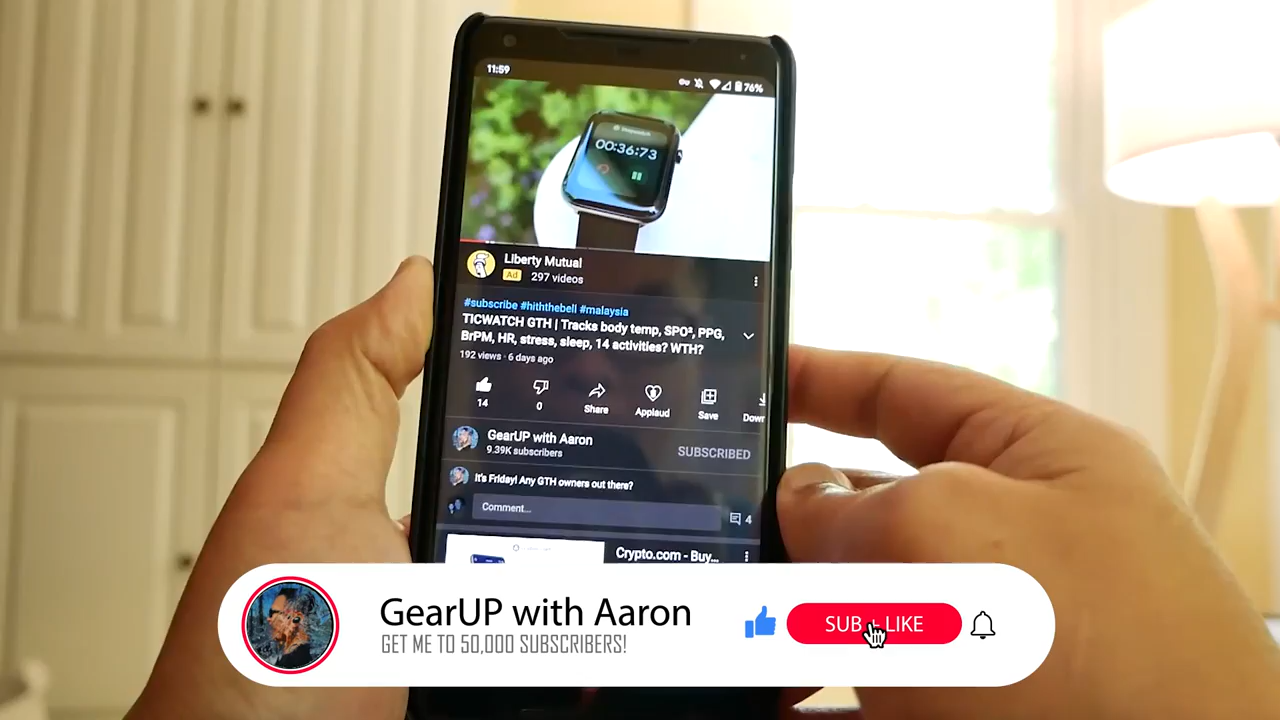 11:59
76%
00:36:73
Liberty Mutual
Ad 297 videos
#subscribe #hiththebell #malaysia
TICWATCH GTH | Tracks body temp, SPO², PPG,
BrPM, HR, stress, sleep, 14 activities? WTH?
192 views · 6 days ago
14
0
Share
Applaud
Save
Down
GearUP with Aaron
9.39K subscribers
SUBSCRIBED
It's Friday! Any GTH owners out there?
Comment...
4
Crypto.com - Buy...
GearUP with Aaron
GET ME TO 50,000 SUBSCRIBERS!
SUB + LIKE